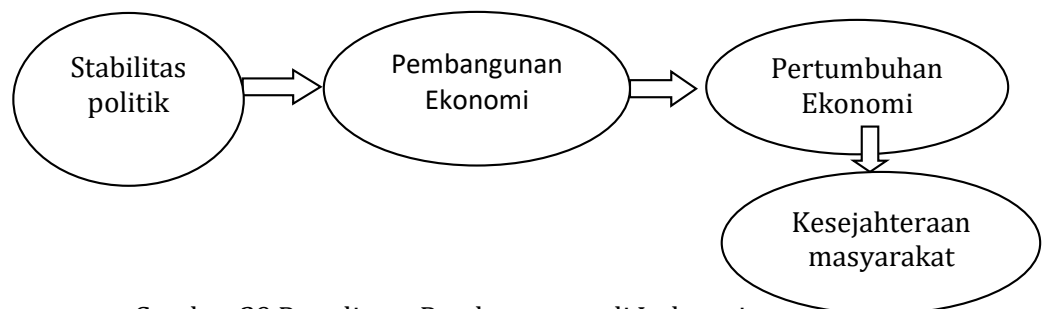 Stabilitas
politik
Pembangunan
Ekonomi
Pertumbuhan
Ekonomi
Kesejahteraan
masyarakat